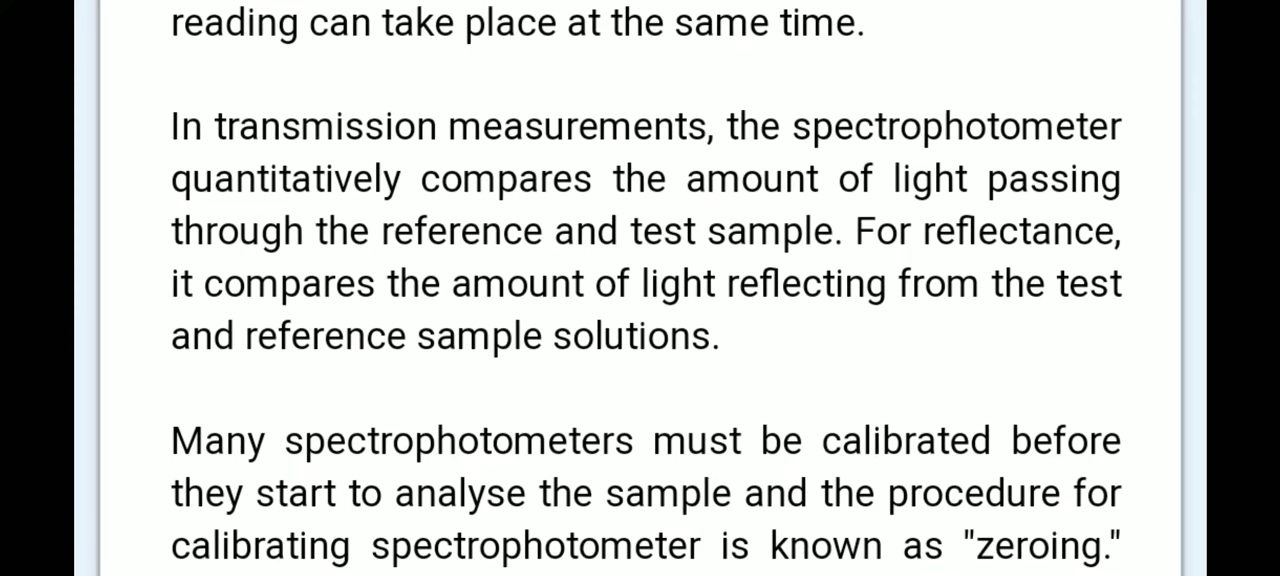 reading can take place at the same time.
In transmission measurements, the spectrophotometer
quantitatively compares the amount of light passing
through the reference and test sample. For reflectance,
it compares the amount of light reflecting from the test
and reference sample solutions.
Many spectrophotometers must be calibrated before
they start to analyse the sample and the procedure for
calibrating spectrophotometer is known as "zeroing."